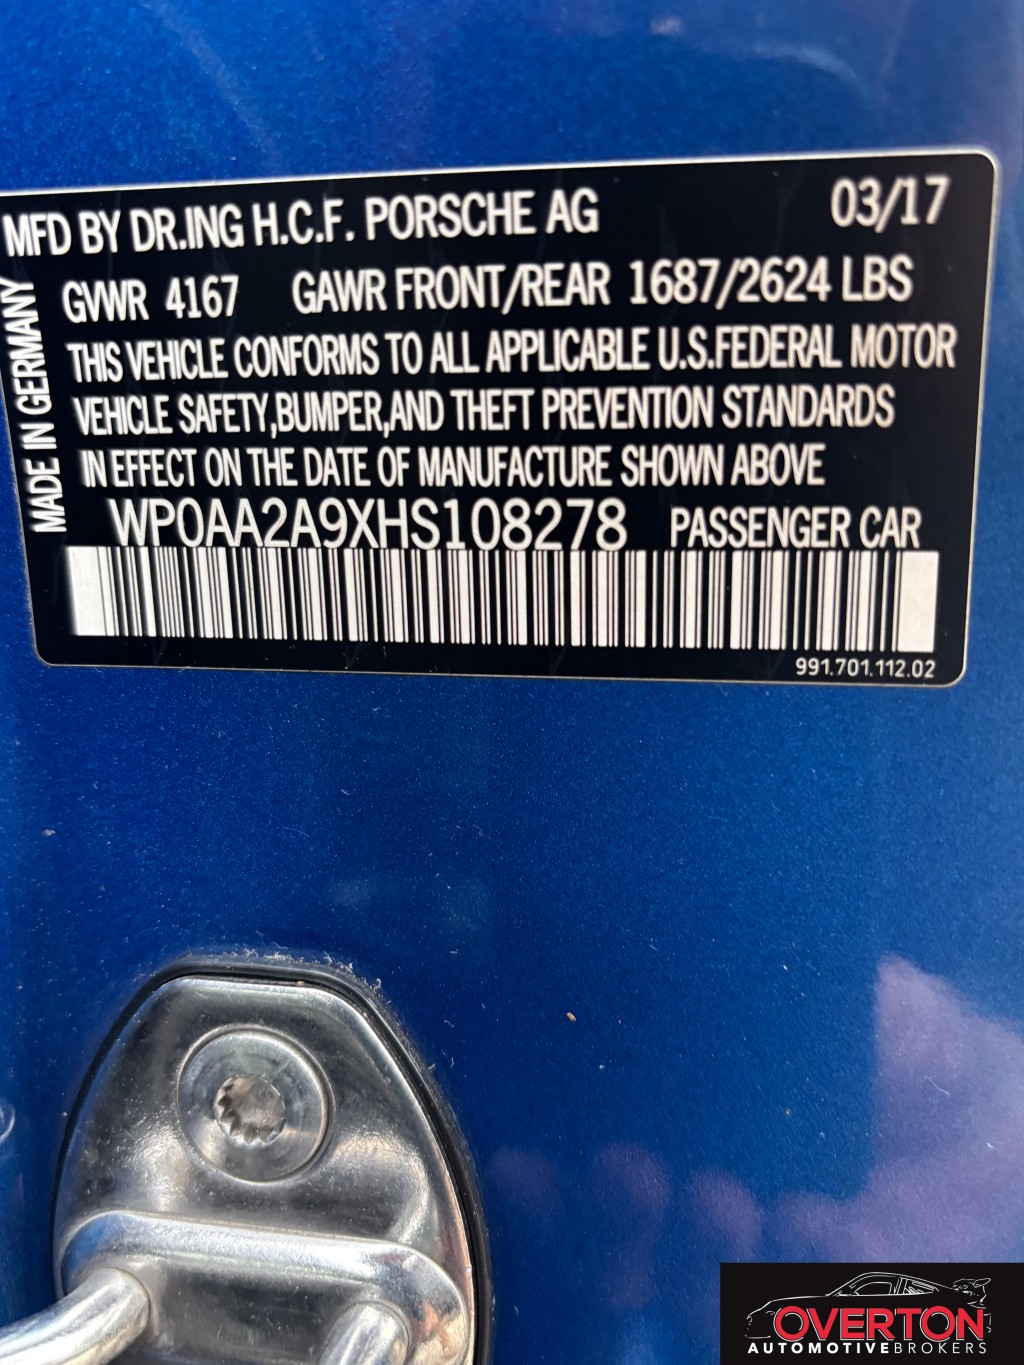 MFD BY DR.ING H.C.F. PORSCHE AG 03/17
GVWR 4167 GAWR FRONT/REAR 1687/2624 LBS
THIS VEHICLE CONFORMS TO ALL APPLICABLE U.S.FEDERAL MOTOR
VEHICLE SAFETY,BUMPER,AND THEFT PREVENTION STANDARDS
IN EFFECT ON THE DATE OF MANUFACTURE SHOWN ABOVE
WP0AA2A9XHS108278 PASSENGER CAR
991.701.112.02
MADE IN GERMANY
OVERTON
AUTOMOTIVEBROKERS